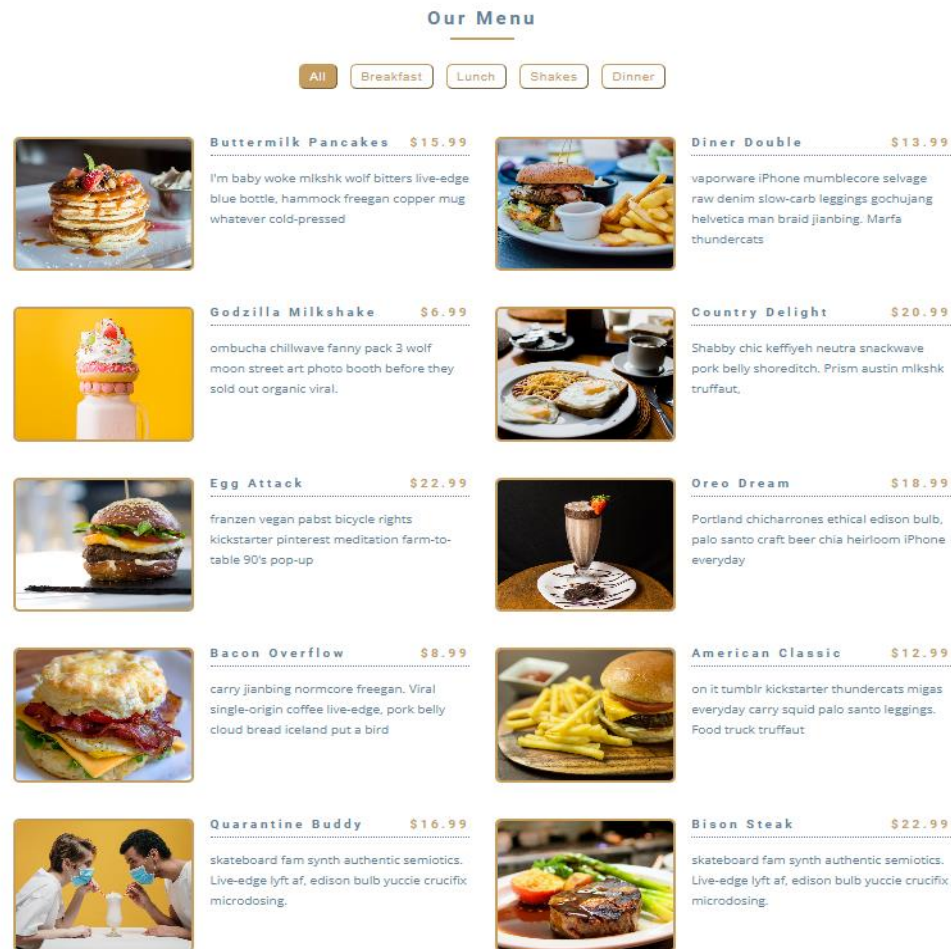 Our Menu
All Breakfast Lunch Shakes Dinner
Buttermilk Pancakes $15.99
I'm baby woke mlkshk wolf bitters live-edge
blue bottle, hammock freegan copper mug
whatever cold-pressed
Diner Double $13.99
vaporware iPhone mumblecore selvage
raw denim slow-carb leggings gochujang
helvetica man braid jianbing. Marfa
thundercats
Godzilla Milkshake $6.99
ombucha chillwave fanny pack 3 wolf
moon street art photo booth before they
sold out organic viral.
Country Delight $20.99
Shabby chic keffiyeh neutra snackwave
pork belly shoreditch. Prism austin mlkshk
truffaut,
Egg Attack $22.99
franzen vegan pabst bicycle rights
kickstarter pinterest meditation farm-to-
table 90's pop-up
Oreo Dream $18.99
Portland chicharrones ethical edison bulb,
palo santo craft beer chia heirloom iPhone
everyday
Bacon Overflow $8.99
carry jianbing normcore freegan. Viral
single-origin coffee live-edge, pork belly
cloud bread iceland put a bird
American Classic $12.99
on it tumblr kickstarter thundercats migas
everyday carry squid palo santo leggings.
Food truck truffaut
Quarantine Buddy $16.99
skateboard fam synth authentic semiotics.
Live-edge lyft af, edison bulb yuccie crucifix
microdosing.
Bison Steak $22.99
skateboard fam synth authentic semiotics.
Live-edge lyft af, edison bulb yuccie crucifix
microdosing.